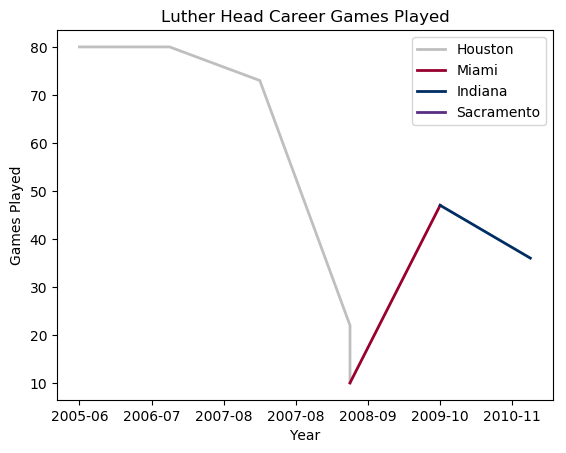 Luther Head Career Games Played
Houston
Miami
Indiana
Sacramento
80
70
60
50
40
30
20
10
Games Played
2005-06 2006-07 2007-08 2007-08 2008-09 2009-10 2010-11
Year